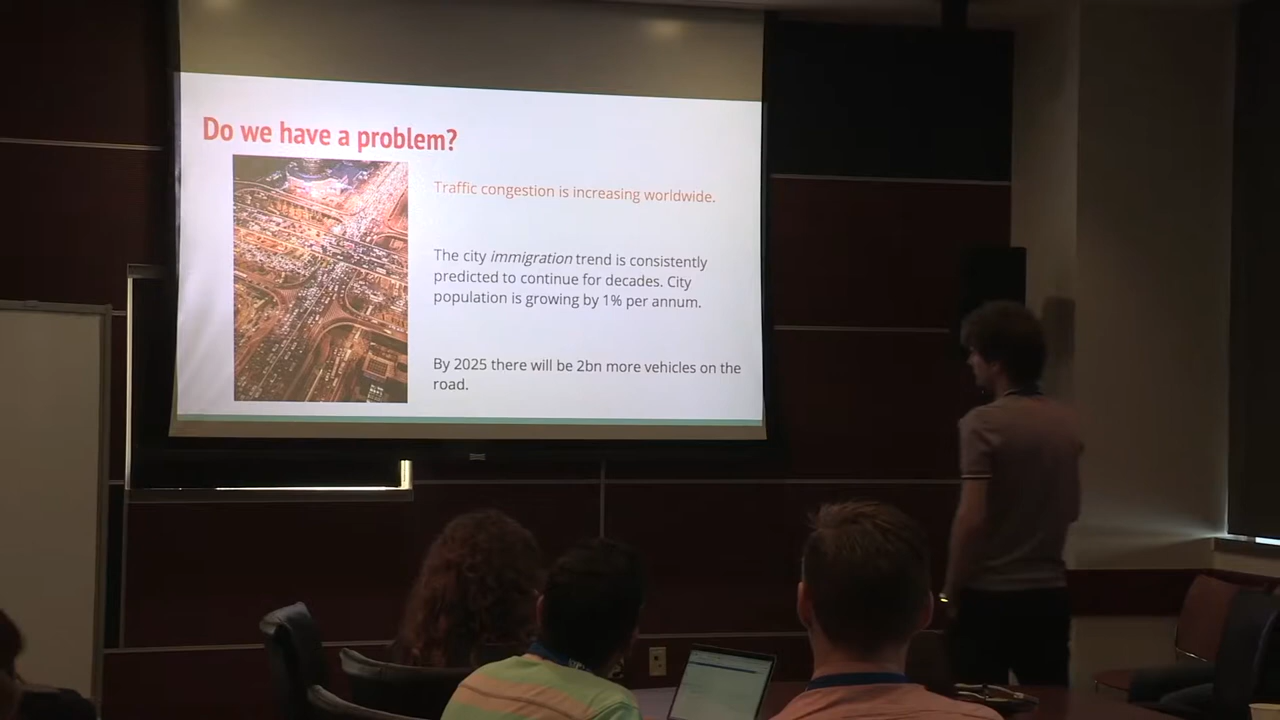 Do we have a problem?
Traffic congestion is increasing worldwide.
The city immigration trend is consistently
predicted to continue for decades. City
population is growing by 1% per annum.
By 2025 there will be 2bn more vehicles on the
road.